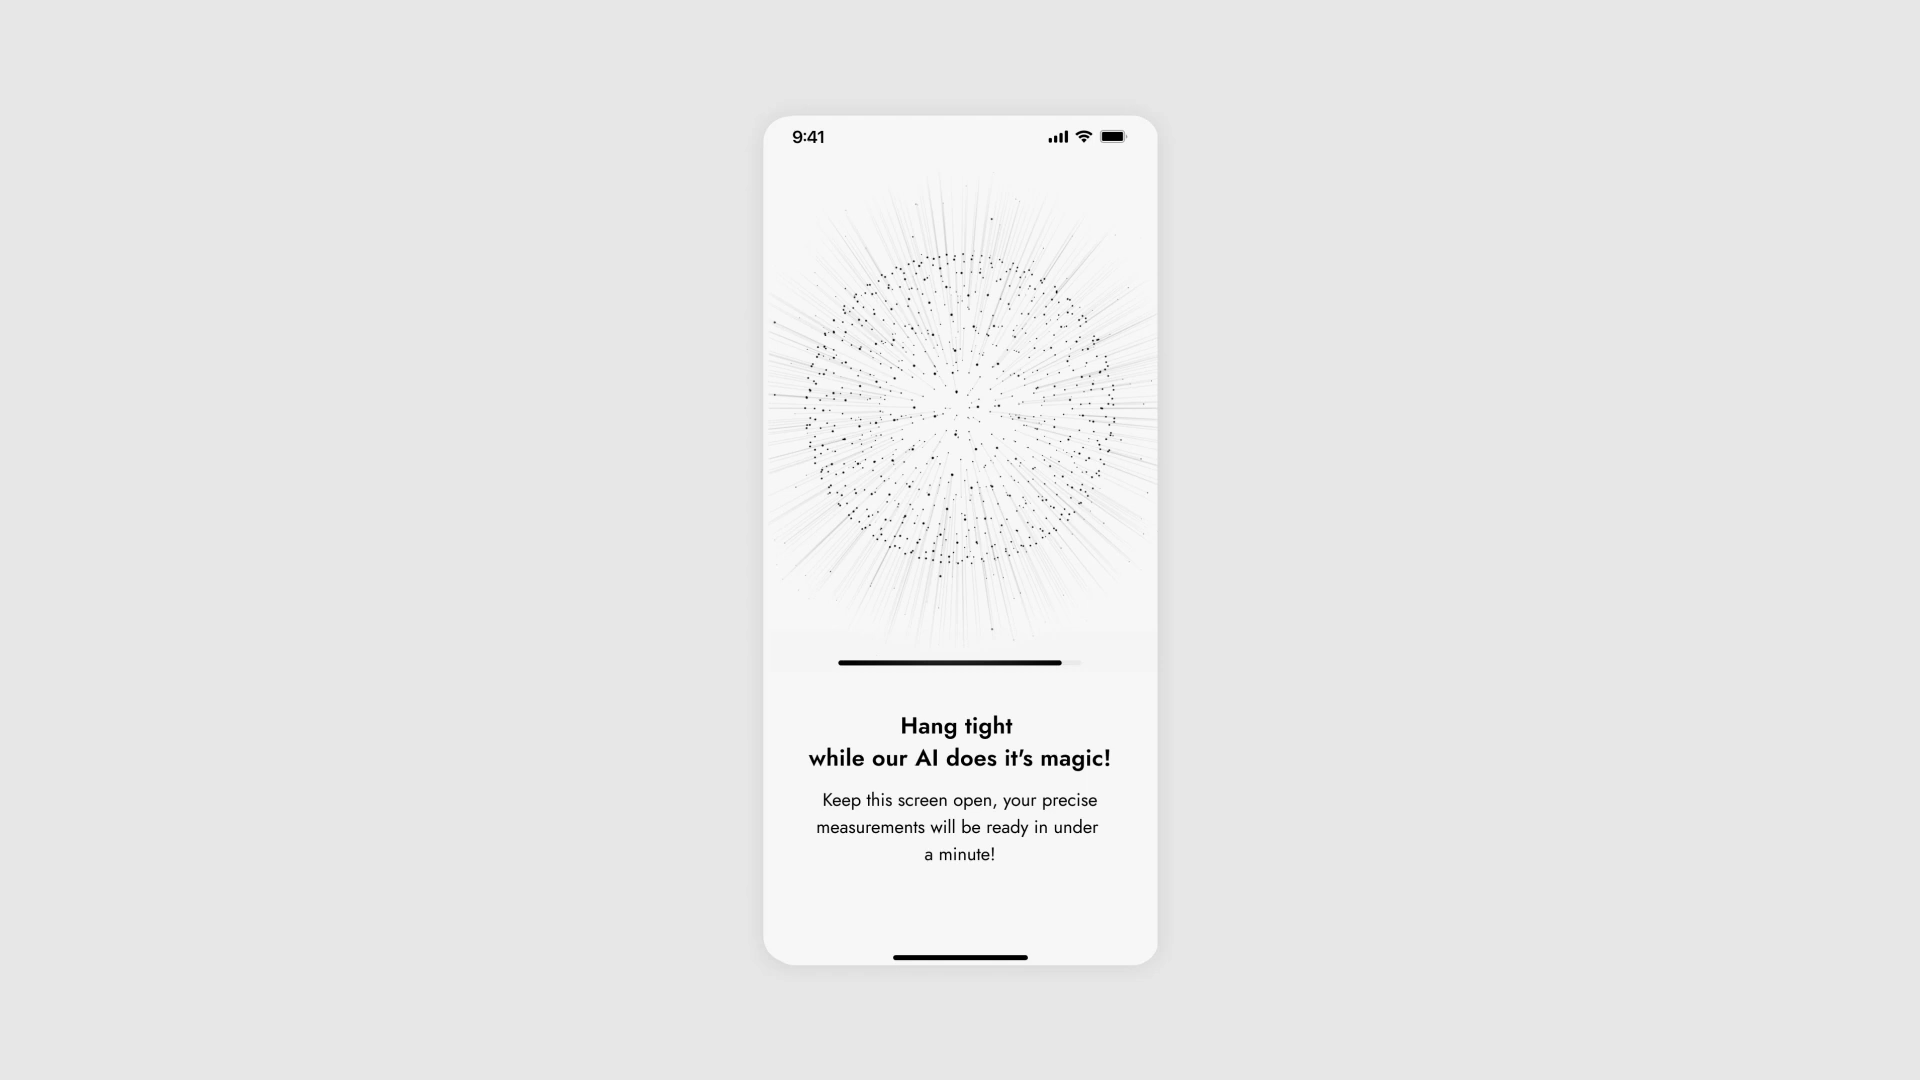 9:41
Hang tight
while our AI does it's magic!
Keep this screen open, your precise
measurements will be ready in under
a minute!